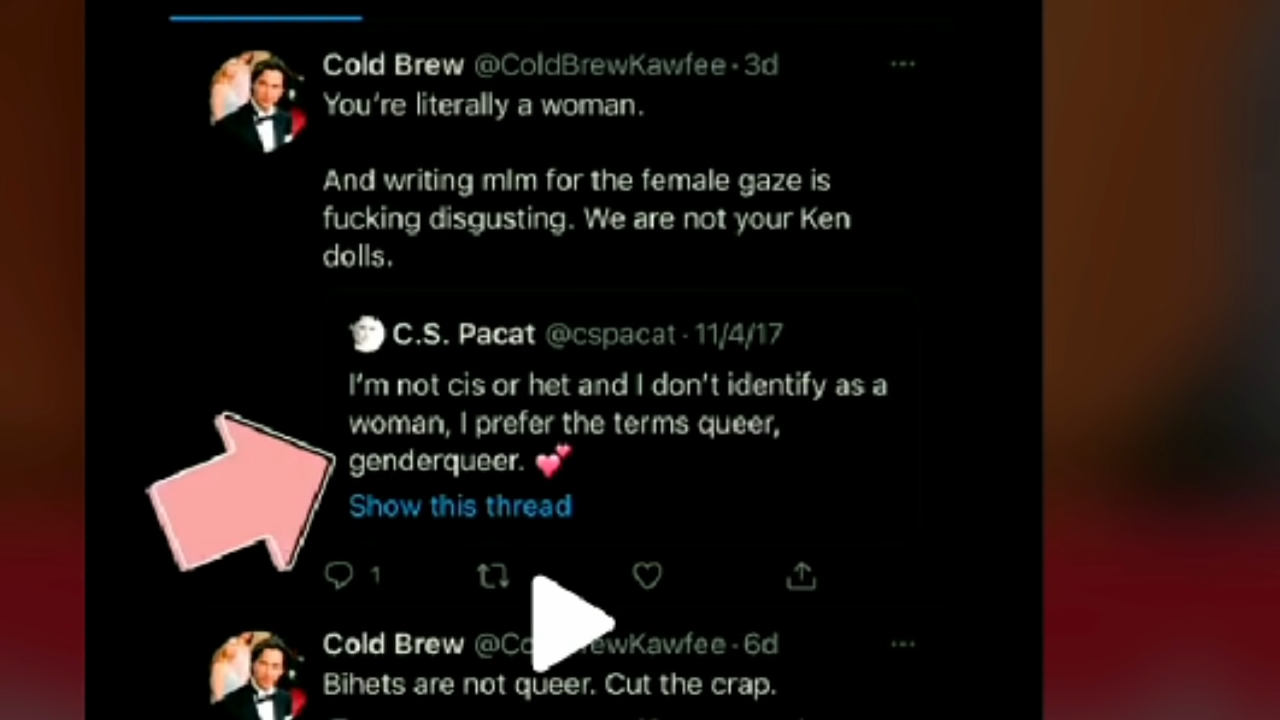 Cold Brew @ColdBrewKawfee · 3d
You're literally a woman.
And writing mlm for the female gaze is
fucking disgusting. We are not your Ken
dolls.
C.S. Pacat @cspacat · 11/4/17
I'm not cis or het and I don't identify as a
woman, I prefer the terms queer,
genderqueer. 💕
Show this thread
1
Cold Brew @Co ewKawfee · 6d
Bihets are not queer. Cut the crap.